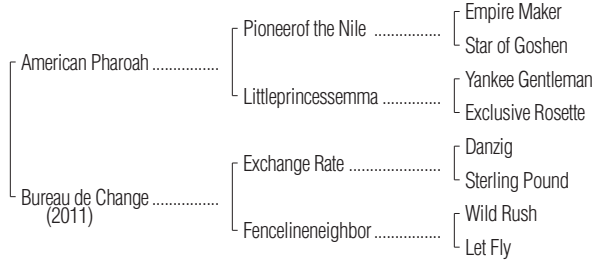 Empire Maker
Pioneerof the Nile ................
Star of Goshen
American Pharoah ................
Yankee Gentleman
Littleprincessemma ..............
Exclusive Rosette
Danzig
Exchange Rate ......................
Sterling Pound
Bureau de Change ................
(2011)
Wild Rush
Fencelineneighbor ................
Let Fly